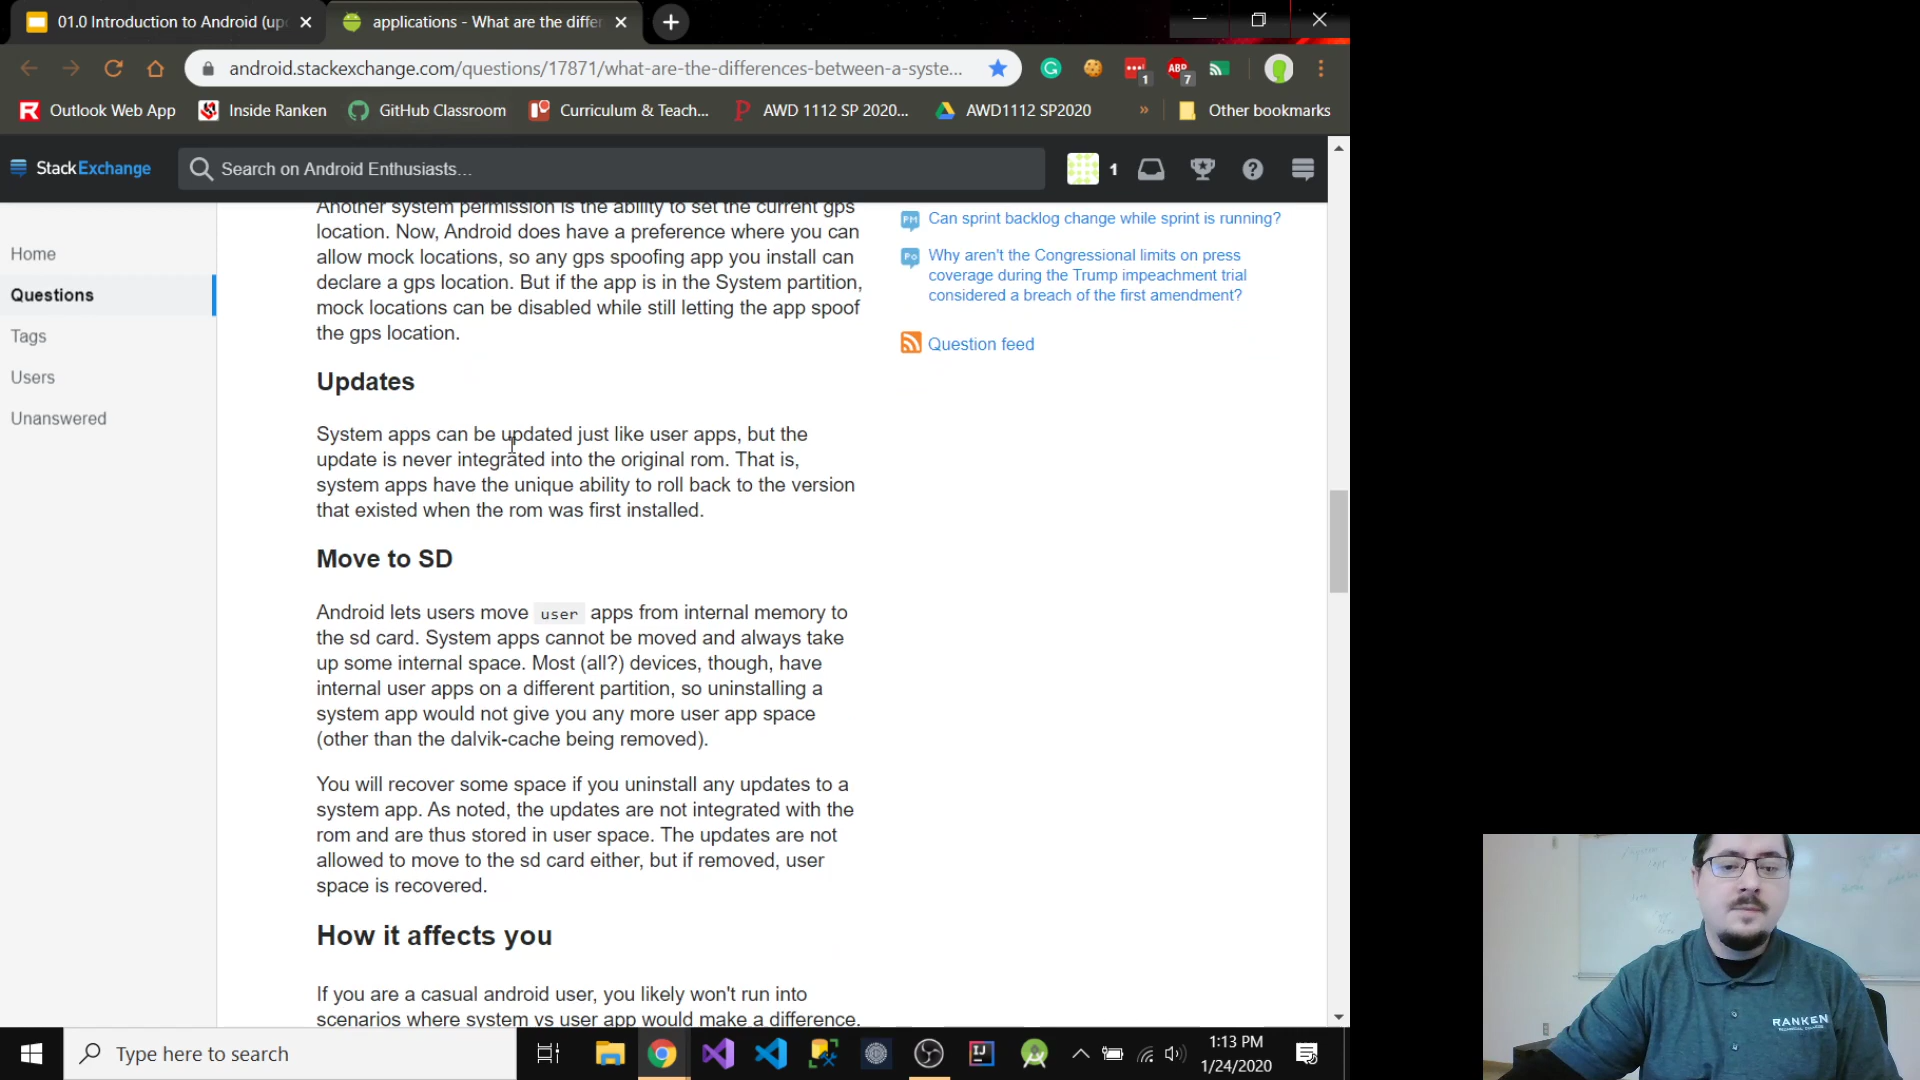 01.0 Introduction to Android (up
applications - What are the differ
android.stackexchange.com/questions/17871/what-are-the-differences-between-a-syste...
1
ABP
7
Outlook Web App
Inside Ranken
GitHub Classroom
Curriculum & Teach...
AWD 1112 SP 2020...
AWD1112 SP2020
»
Other bookmarks
StackExchange
Search on Android Enthusiasts...
1
Home
Questions
Tags
Users
Unanswered
Another system permission is the ability to set the current gps
location. Now, Android does have a preference where you can
allow mock locations, so any gps spoofing app you install can
declare a gps location. But if the app is in the System partition,
mock locations can be disabled while still letting the app spoof
the gps location.
Updates
System apps can be updated just like user apps, but the
update is never integrated into the original rom. That is,
system apps have the unique ability to roll back to the version
that existed when the rom was first installed.
Move to SD
Android lets users move user apps from internal memory to
the sd card. System apps cannot be moved and always take
up some internal space. Most (all?) devices, though, have
internal user apps on a different partition, so uninstalling a
system app would not give you any more user app space
(other than the dalvik-cache being removed).
You will recover some space if you uninstall any updates to a
system app. As noted, the updates are not integrated with the
rom and are thus stored in user space. The updates are not
allowed to move to the sd card either, but if removed, user
space is recovered.
How it affects you
If you are a casual android user, you likely won't run into
scenarios where system vs user app would make a difference.
PM
Can sprint backlog change while sprint is running?
Po
Why aren't the Congressional limits on press
coverage during the Trump impeachment trial
considered a breach of the first amendment?
Question feed
Type here to search
1:13 PM
1/24/2020
RANKEN